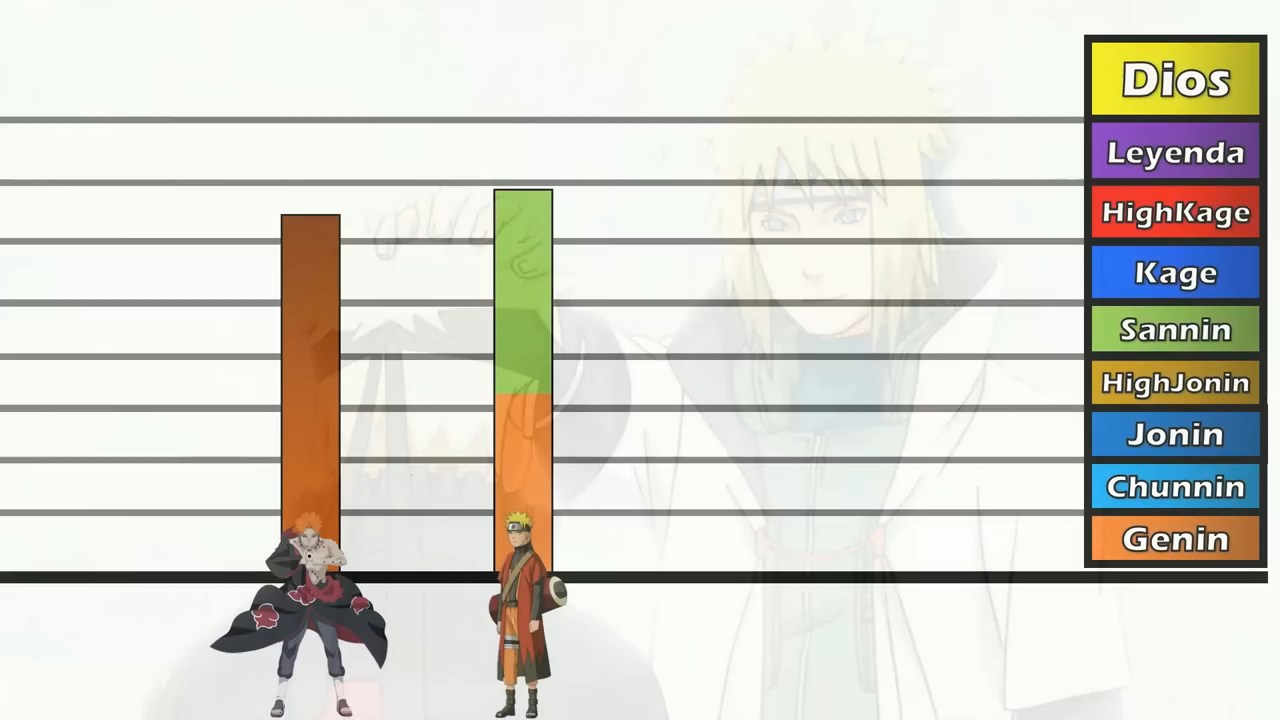 Dios
Leyenda
HighKage
Kage
Sannin
HighJonin
Jonin
Chunnin
Genin